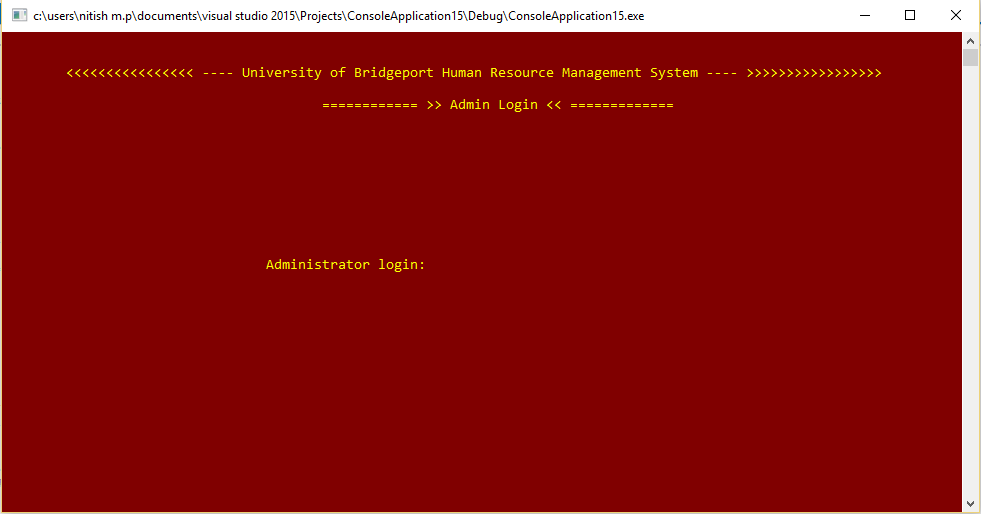 c:\users\nitish m.p\documents\visual studio 2015\Projects\ConsoleApplication15\Debug\ConsoleApplication15.exe
<<<<<<<<<<<<<<<< ---- University of Bridgeport Human Resource Management System ---- >>>>>>>>>>>>>>>>>
============ >> Admin Login << =============
Administrator login: